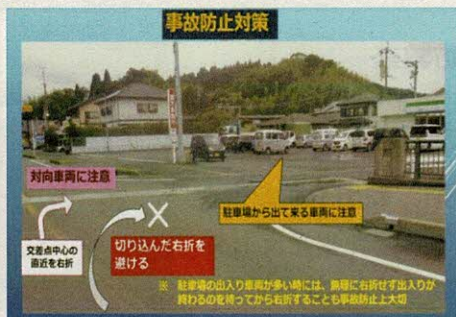 事故防止対策
対向車両に注意
交差点中心の
直近を右折
切り込んだ右折を
避ける
駐車場から出て来る車両に注意
※ 駐車場の出入り車両が多い時には、無理に右折せず出入りが
終わるのを待ってから右折することも事故防止上大切